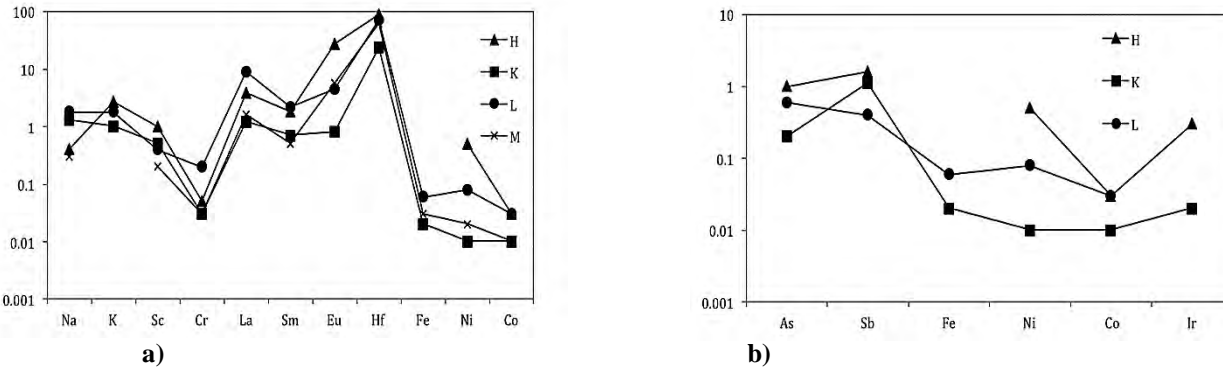 100
10
1
0.1
0.01
0.001
H
K
L
M
Na K Sc Cr La Sm Eu Hf Fe Ni Co
a)
10
1
0.1
0.01
0.001
H
K
L
As Sb Fe Ni Co Ir
b)